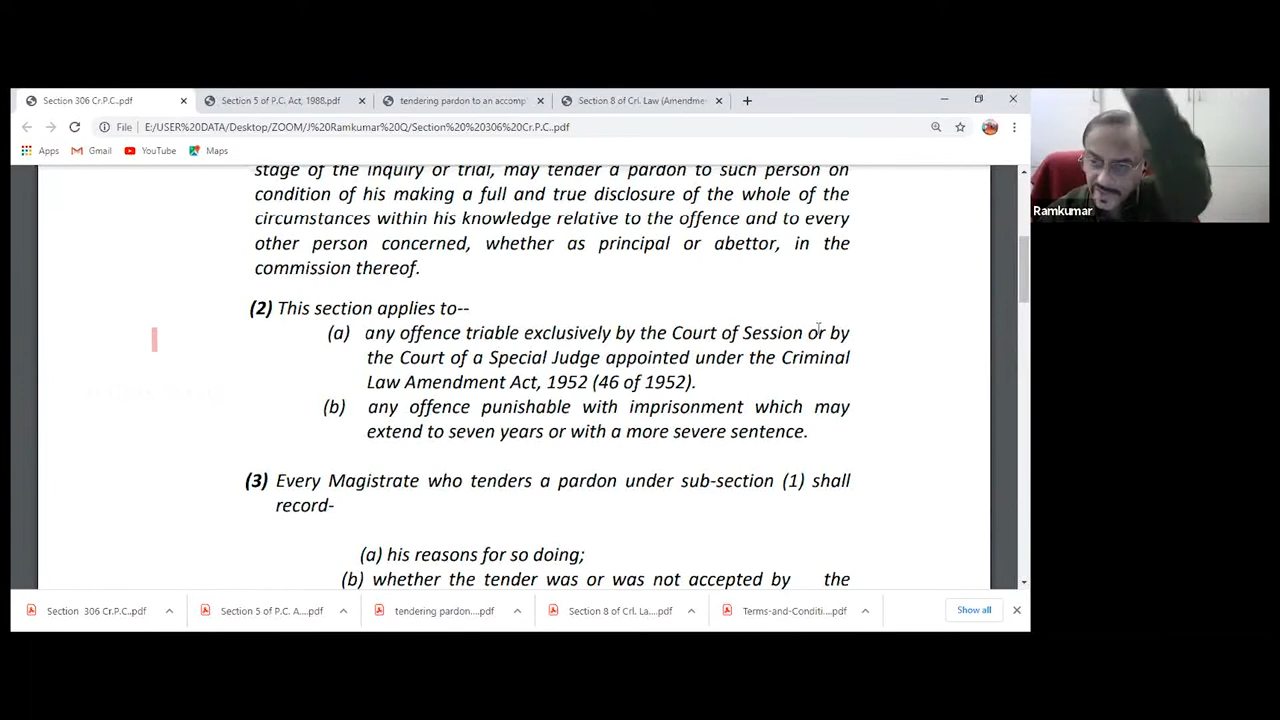 Section 306 Cr.P.C..pdf
Section 5 of P.C. Act, 1988.pdf
tendering pardon to an accomp
Section 8 of Crl. Law (Amendme
File
E:/USER%20DATA/Desktop/ZOOM/J%20Ramkumar%20Q/Section%20%20306%20Cr.P.C..pdf
Apps
Gmail
YouTube
Maps
stage of the inquiry or trial, may tender a pardon to such person on
condition of his making a full and true disclosure of the whole of the
circumstances within his knowledge relative to the offence and to every
other person concerned, whether as principal or abettor, in the
commission thereof.
(2) This section applies to--
(a) any offence triable exclusively by the Court of Session or by
the Court of a Special Judge appointed under the Criminal
Law Amendment Act, 1952 (46 of 1952).
(b) any offence punishable with imprisonment which may
extend to seven years or with a more severe sentence.
(3) Every Magistrate who tenders a pardon under sub-section (1) shall
record-
(a) his reasons for so doing;
(b) whether the tender was or was not accepted by the
Section 306 Cr.P.C..pdf
Section 5 of P.C. A....pdf
tendering pardon....pdf
Section 8 of Crl. La....pdf
Terms-and-Conditi....pdf
Show all
Ramkumar